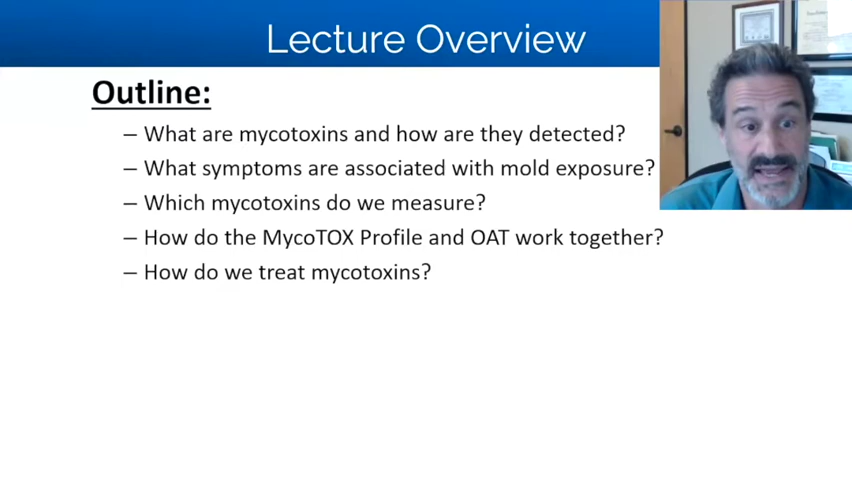 Lecture Overview
Outline:
– What are mycotoxins and how are they detected?
– What symptoms are associated with mold exposure?
– Which mycotoxins do we measure?
– How do the MycoTOX Profile and OAT work together?
– How do we treat mycotoxins?